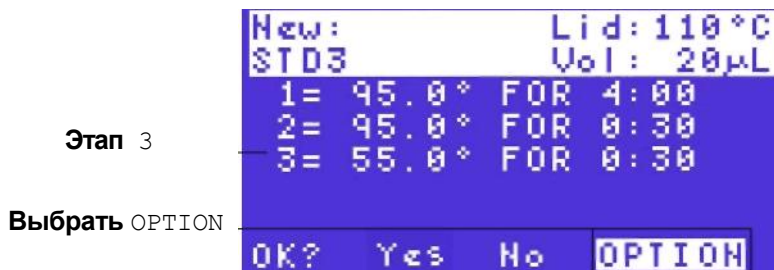 New: Lid:110°C
STD3 Vol: 20µL
1= 95.0° FOR 4:00
2= 95.0° FOR 0:30
Этап 3
3= 55.0° FOR 0:30
Выбрать OPTION
OK? Yes No OPTION